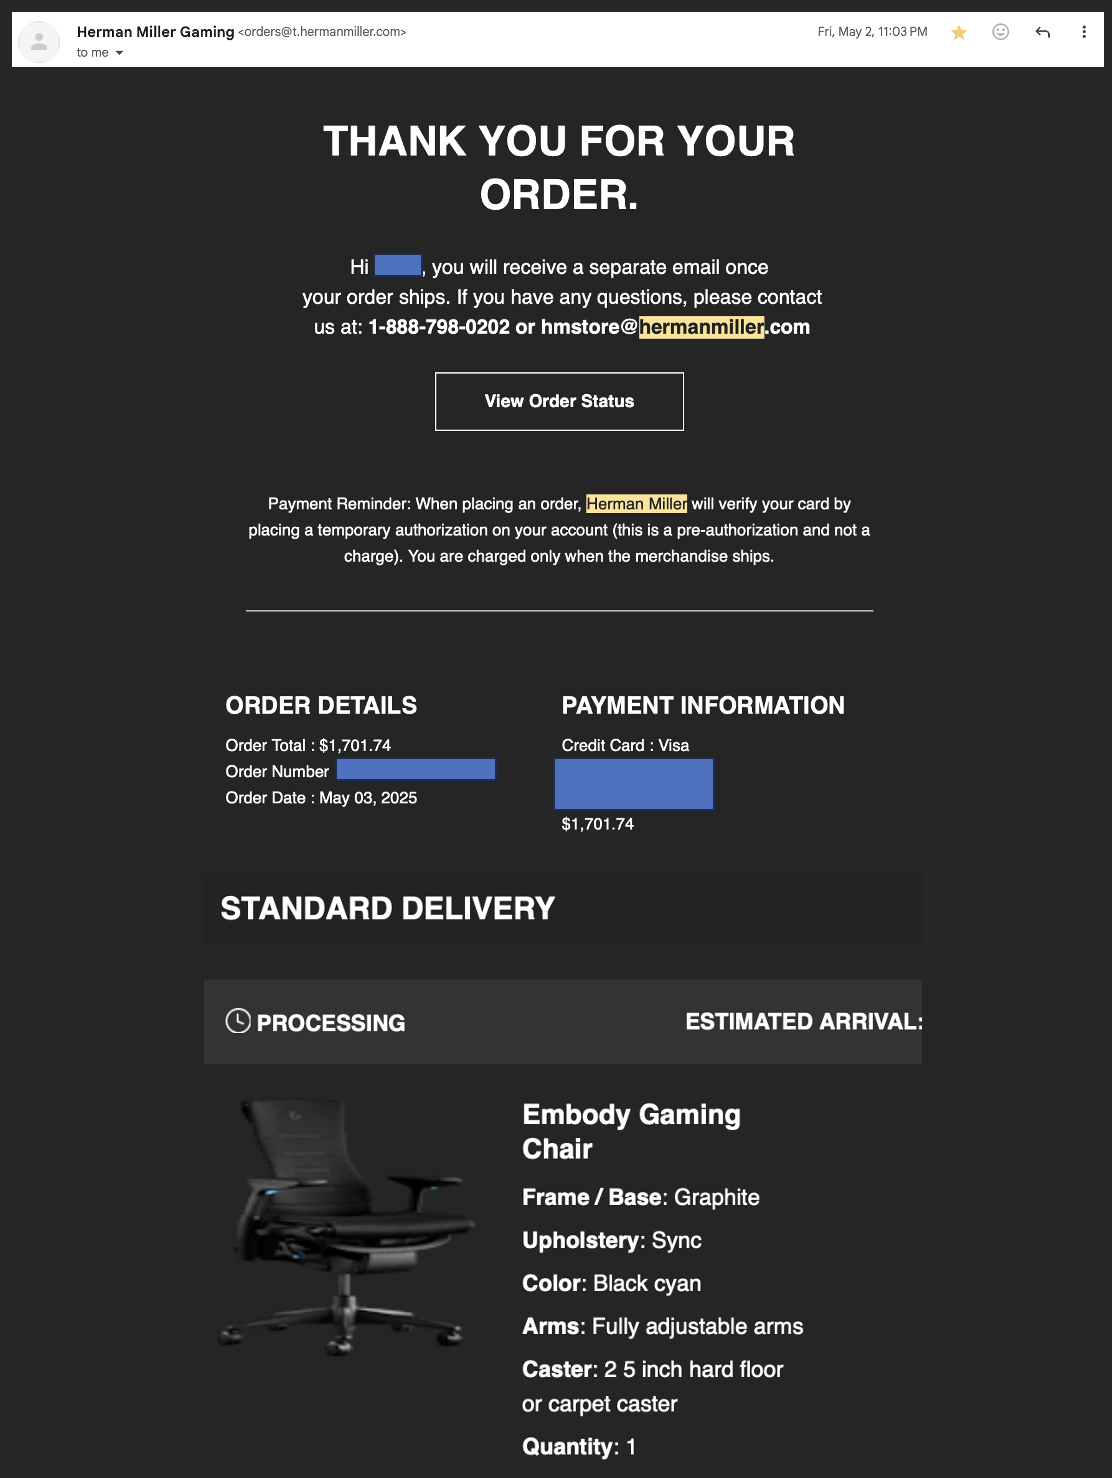 Herman Miller Gaming <orders@t.hermanmiller.com>
Fri, May 2, 11:03 PM
to me
THANK YOU FOR YOUR
ORDER.
Hi , you will receive a separate email once
your order ships. If you have any questions, please contact
us at: 1-888-798-0202 or hmstore@hermanmiller.com
View Order Status
Payment Reminder: When placing an order, Herman Miller will verify your card by
placing a temporary authorization on your account (this is a pre-authorization and not a
charge). You are charged only when the merchandise ships.
ORDER DETAILS
Order Total : $1,701.74
Order Number
Order Date : May 03, 2025
PAYMENT INFORMATION
Credit Card : Visa
$1,701.74
STANDARD DELIVERY
PROCESSING
ESTIMATED ARRIVAL:
Embody Gaming
Chair
Frame / Base: Graphite
Upholstery: Sync
Color: Black cyan
Arms: Fully adjustable arms
Caster: 2 5 inch hard floor
or carpet caster
Quantity: 1